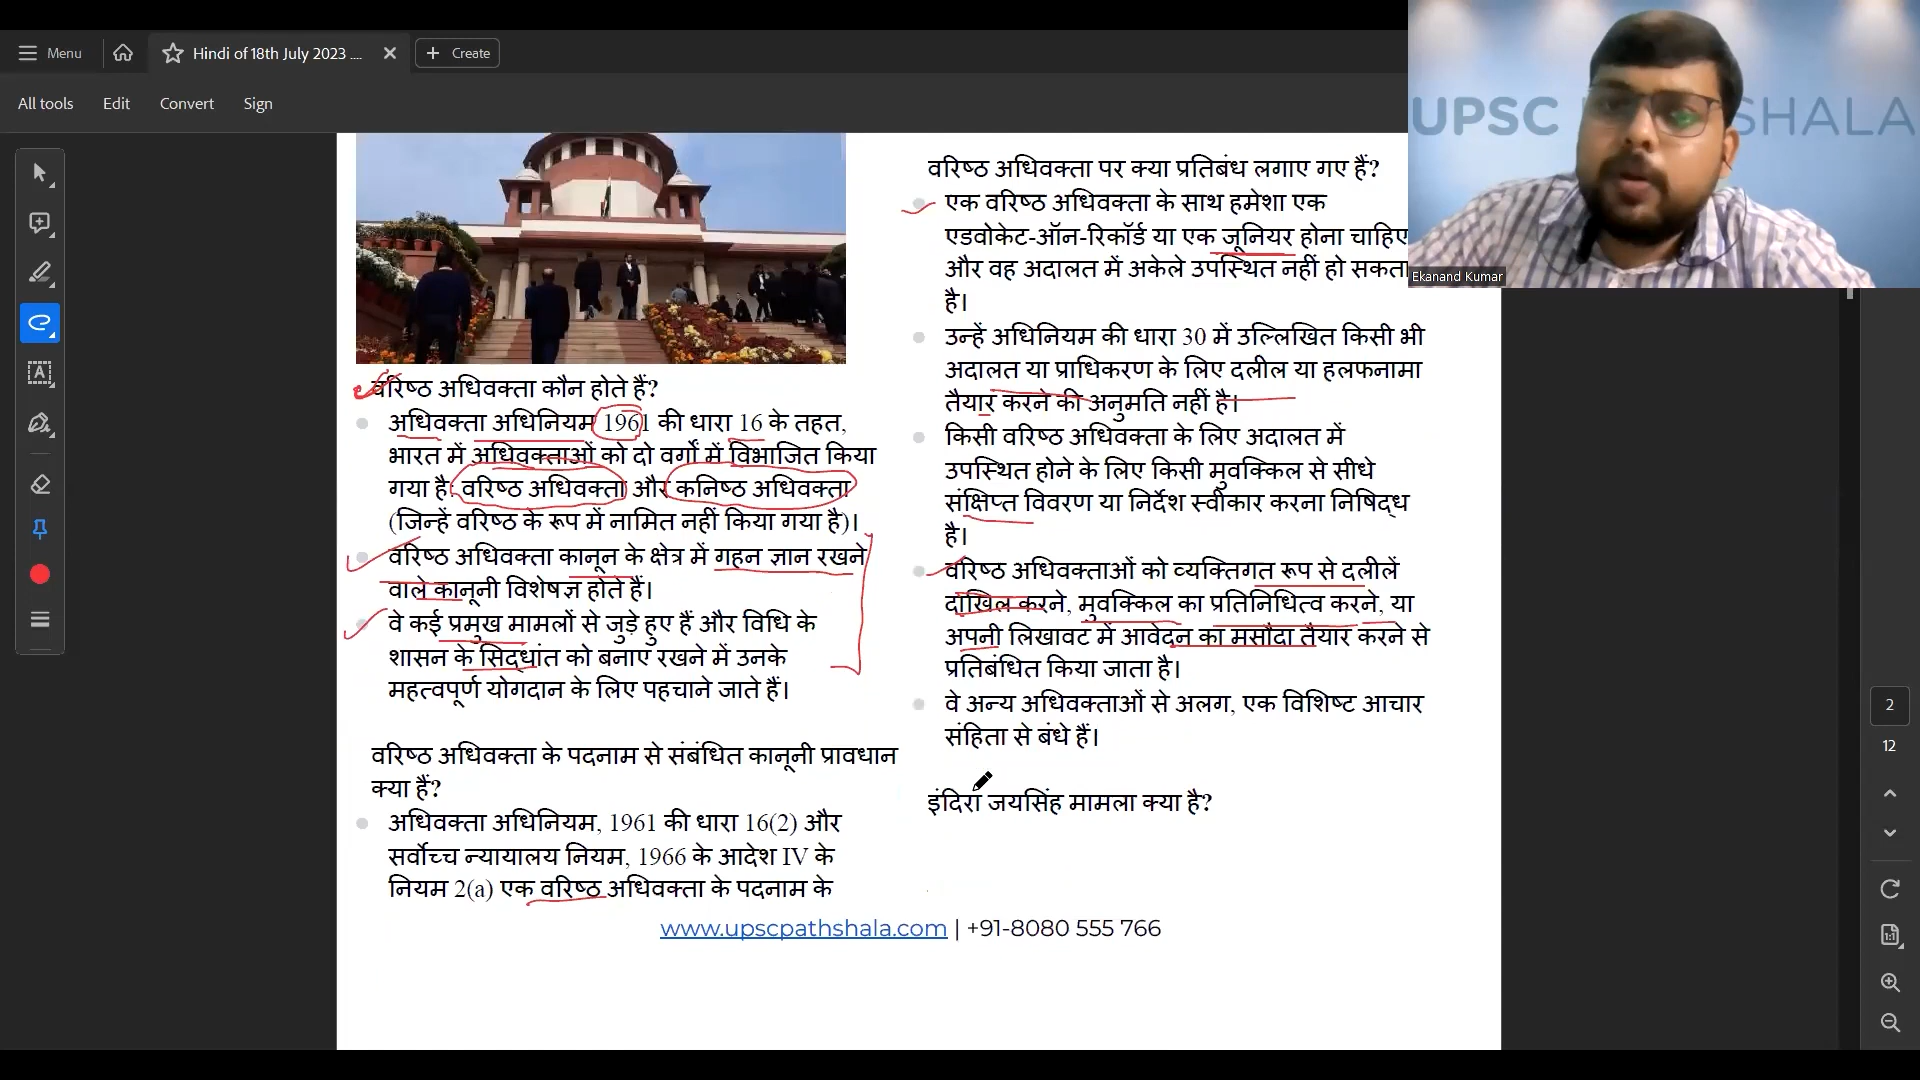 Menu
Hindi of 18th July 2023 ....
Create
All tools
Edit
Convert
Sign
UPSC
SHALA
Ekanand Kumar
वरिष्ठ अधिवक्ता कौन होते हैं?
अधिवक्ता अधिनियम 1961 की धारा 16 के तहत,
भारत में अधिवक्ताओं को दो वर्गों में विभाजित किया
गया है: वरिष्ठ अधिवक्ता और कनिष्ठ अधिवक्ता
(जिन्हें वरिष्ठ के रूप में नामित नहीं किया गया है)।
वरिष्ठ अधिवक्ता कानून के क्षेत्र में गहन ज्ञान रखने
वाले कानूनी विशेषज्ञ होते हैं।
वे कई प्रमुख मामलों से जुड़े हुए हैं और विधि के
शासन के सिद्धांत को बनाए रखने में उनके
महत्वपूर्ण योगदान के लिए पहचाने जाते हैं।
वरिष्ठ अधिवक्ता के पदनाम से संबंधित कानूनी प्रावधान
क्या हैं?
अधिवक्ता अधिनियम, 1961 की धारा 16(2) और
सर्वोच्च न्यायालय नियम, 1966 के आदेश IV के
नियम 2(a) एक वरिष्ठ अधिवक्ता के पदनाम के
वरिष्ठ अधिवक्ता पर क्या प्रतिबंध लगाए गए हैं?
एक वरिष्ठ अधिवक्ता के साथ हमेशा एक
एडवोकेट-ऑन-रिकॉर्ड या एक जूनियर होना चाहिए
और वह अदालत में अकेले उपस्थित नहीं हो सकता
है।
उन्हें अधिनियम की धारा 30 में उल्लिखित किसी भी
अदालत या प्राधिकरण के लिए दलील या हलफनामा
तैयार करने की अनुमति नहीं है।
किसी वरिष्ठ अधिवक्ता के लिए अदालत में
उपस्थित होने के लिए किसी मुवक्किल से सीधे
संक्षिप्त विवरण या निर्देश स्वीकार करना निषिद्ध
है।
वरिष्ठ अधिवक्ताओं को व्यक्तिगत रूप से दलीलें
दाखिल करने, मुवक्किल का प्रतिनिधित्व करने, या
अपनी लिखावट में आवेदन का मसौदा तैयार करने से
प्रतिबंधित किया जाता है।
वे अन्य अधिवक्ताओं से अलग, एक विशिष्ट आचार
संहिता से बंधे हैं।
इंदिरा जयसिंह मामला क्या है?
www.upscpathshala.com | +91-8080 555 766
2
12